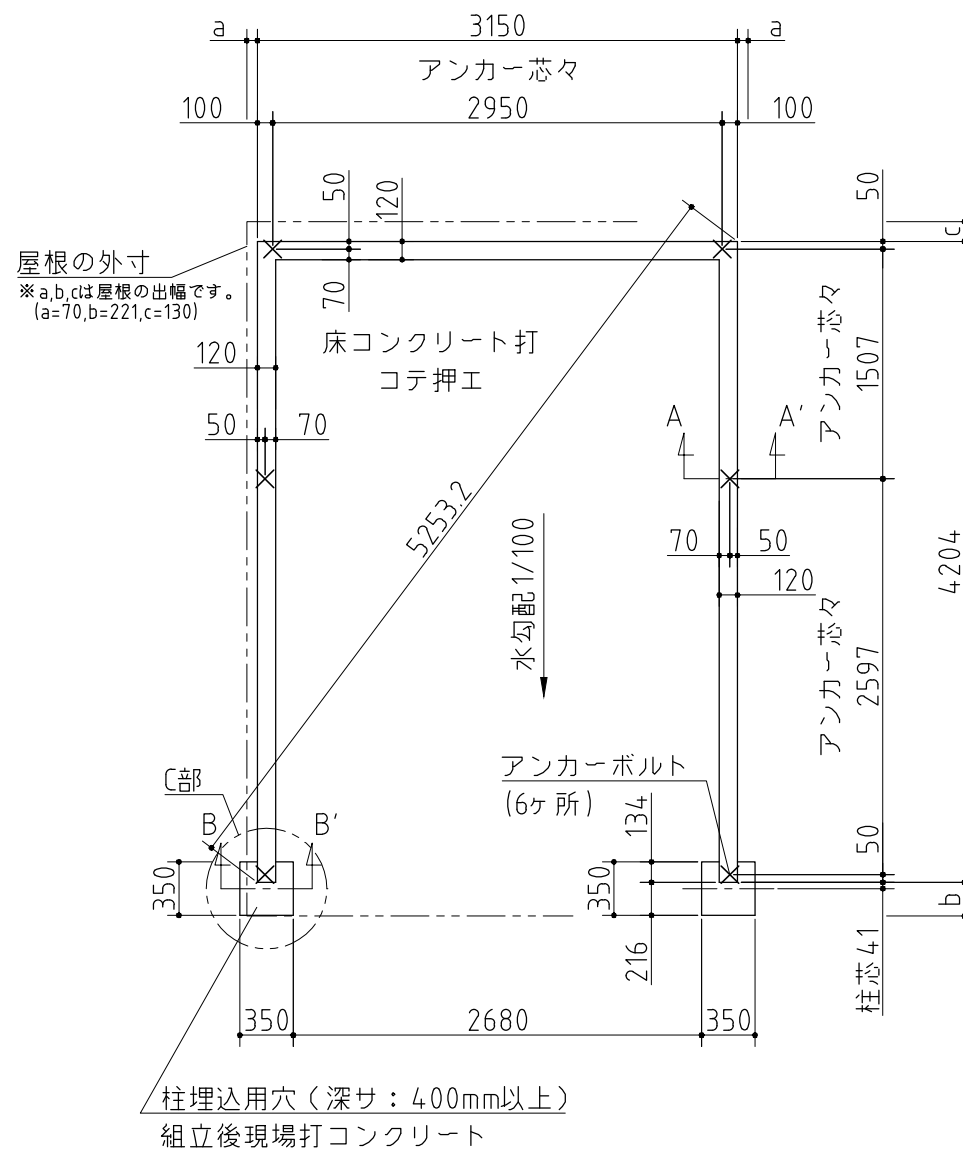 a
3150
a
アンカー芯々
100
2950
100
50
120
50
c
屋根の外寸
※a,b,cは屋根の出幅です。
(a=70,b=221,c=130)
70
床コンクリート打
コテ押エ
アンカー芯々
1507
120
50
70
A
A'
5253.2
水勾配 1/100
70
50
120
4204
アンカー芯々
2597
C部
アンカーボルト
(6ヶ所)
B
B'
134
50
350
350
b
216
柱芯 41
350
2680
350
柱埋込用穴(深サ:400mm以上)
組立後現場打コンクリート